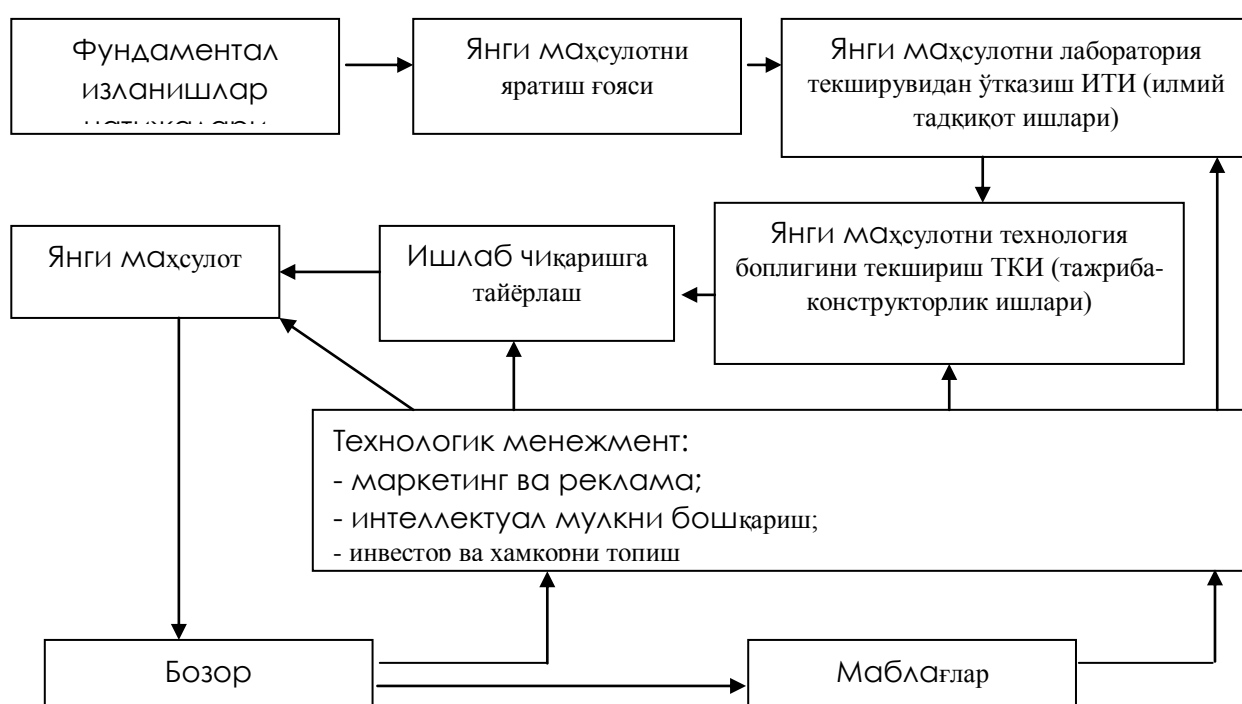 Фундаментал
изланишлар
натижалари
Янги маҳсулотни
яратиш ғояси
Янги маҳсулотни лаборатория
текширувидан ўтказиш ИТИ (илмий
тадқиқот ишлари)
Янги маҳсулот
Ишлаб чиқаришга
тайёрлаш
Янги маҳсулотни технология
боплигини текшириш ТКИ (тажриба-
конструкторлик ишлари)
Технологик менежмент:
- маркетинг ва реклама;
- интеллектуал мулкни бошқариш;
- инвестор ва хамкорни топиш
Бозор
Маблағлар